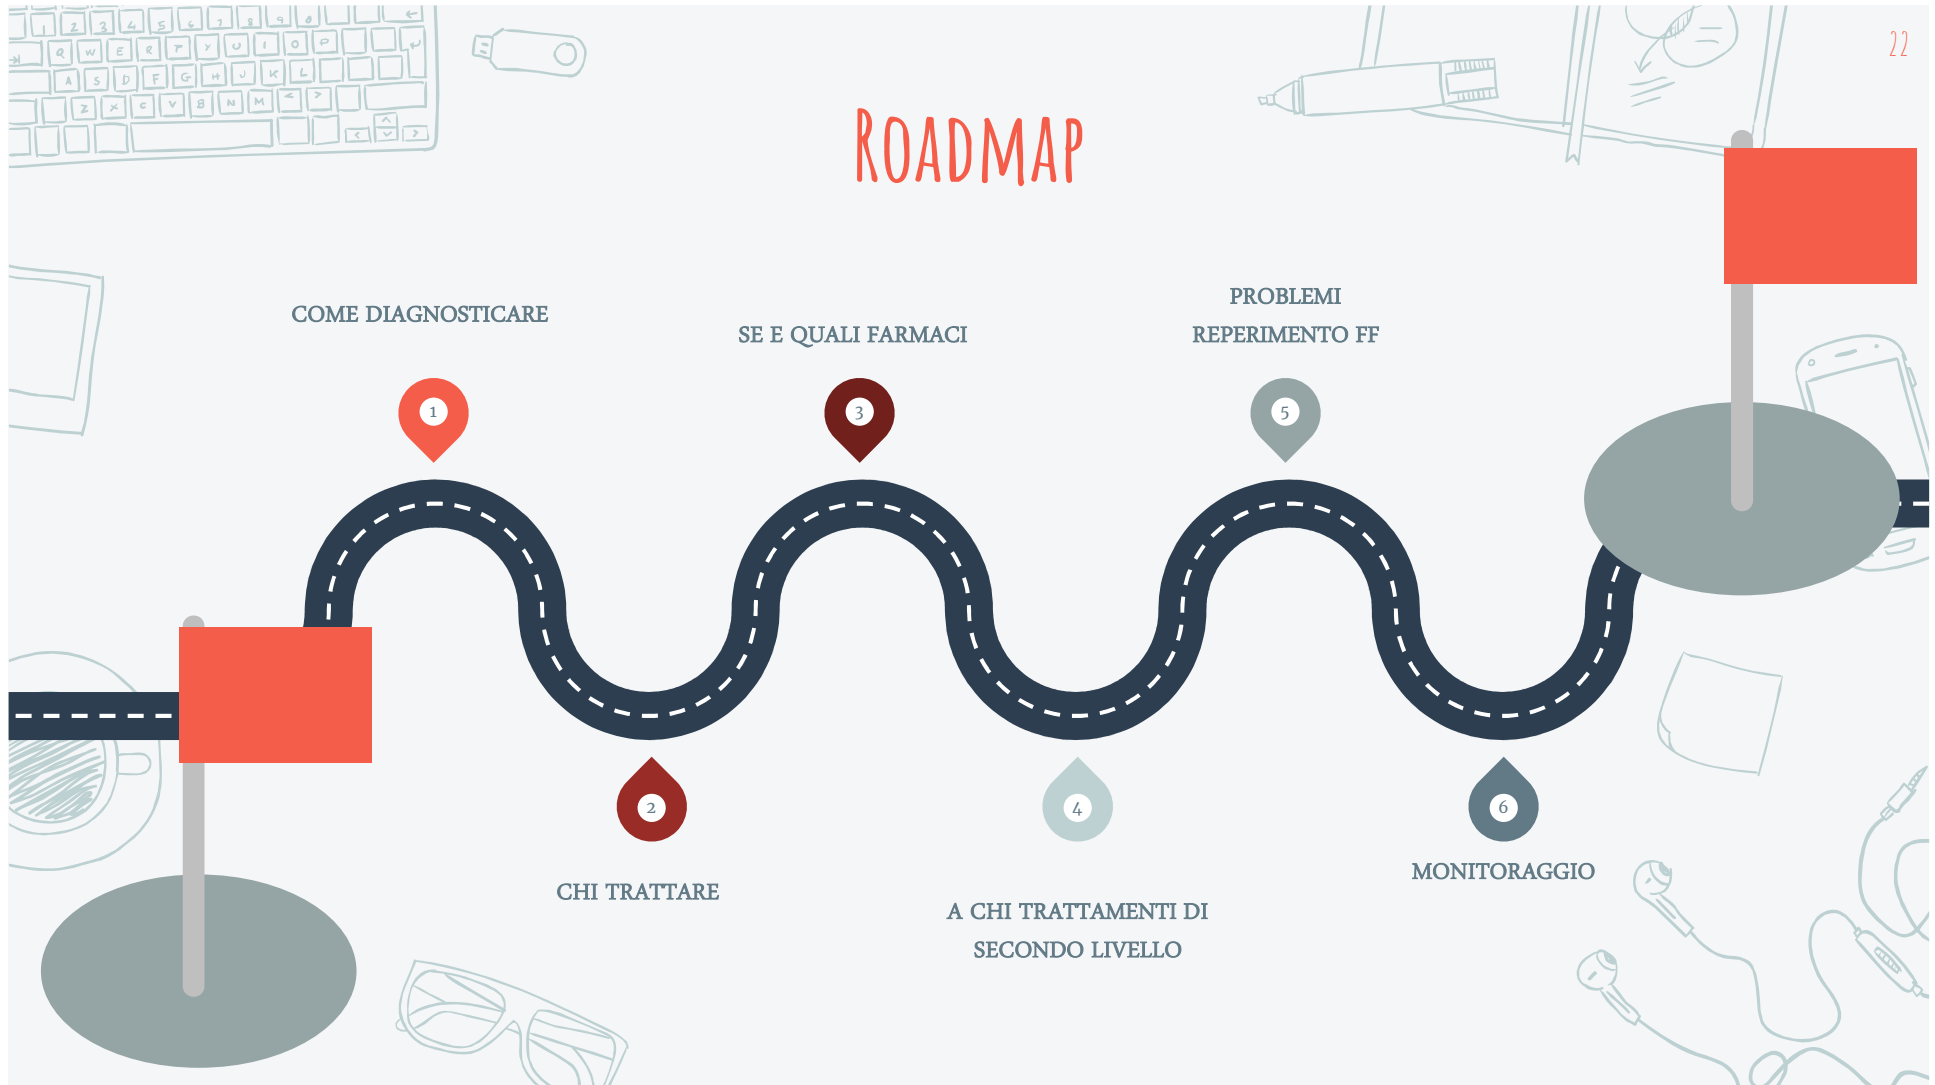 22
Roadmap
COME DIAGNOSTICARE
SE E QUALI FARMACI
PROBLEMI
REPERIMENTO FF
1
3
5
2
4
6
CHI TRATTARE
A CHI TRATTAMENTI DI
SECONDO LIVELLO
MONITORAGGIO